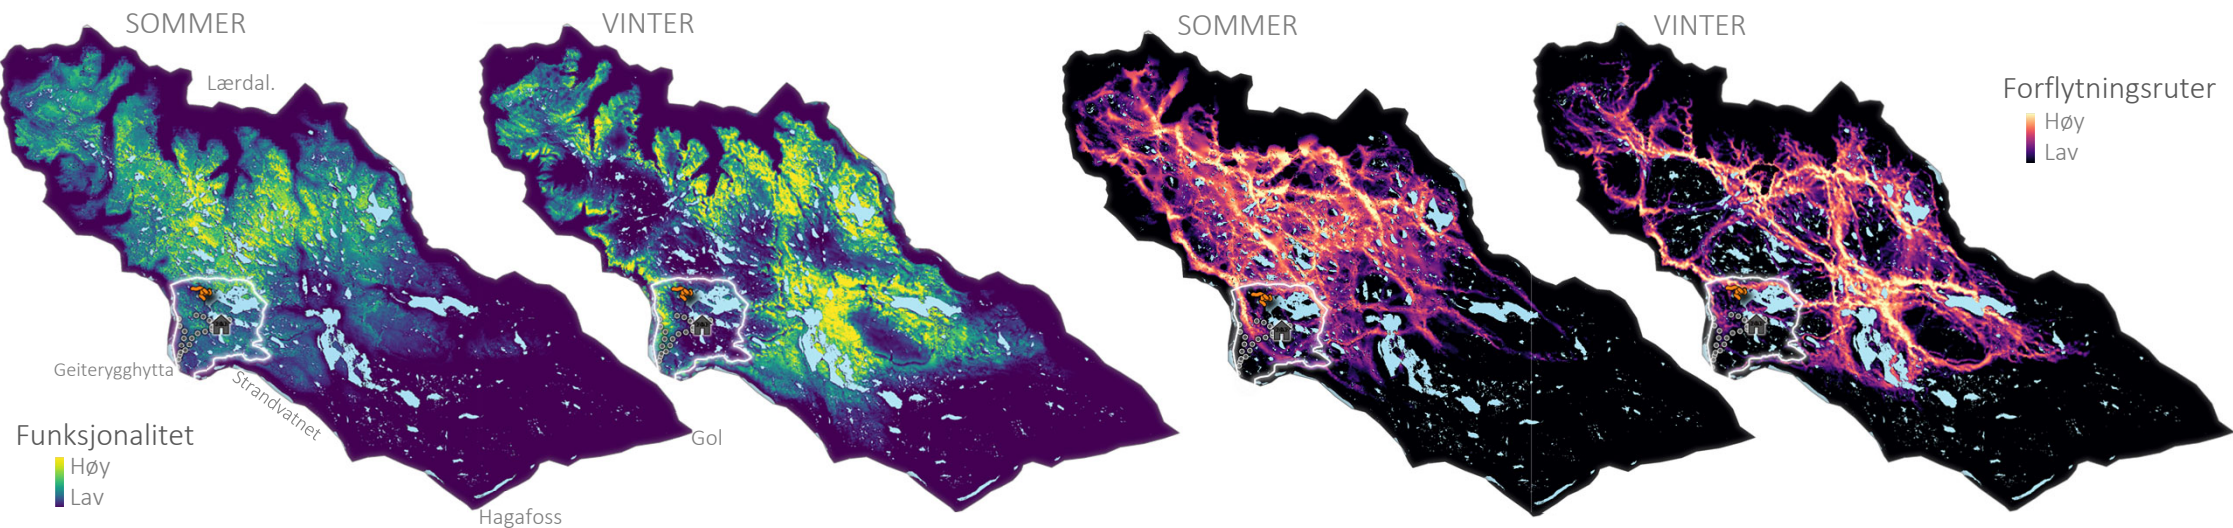 SOMMER
VINTER
SOMMER
VINTER
Lærdal.
Forflytningsruter
Høy
Lav
Geiterygghytta
Strandvatnet
Funksjonalitet
Høy
Lav
Gol
Hagafoss